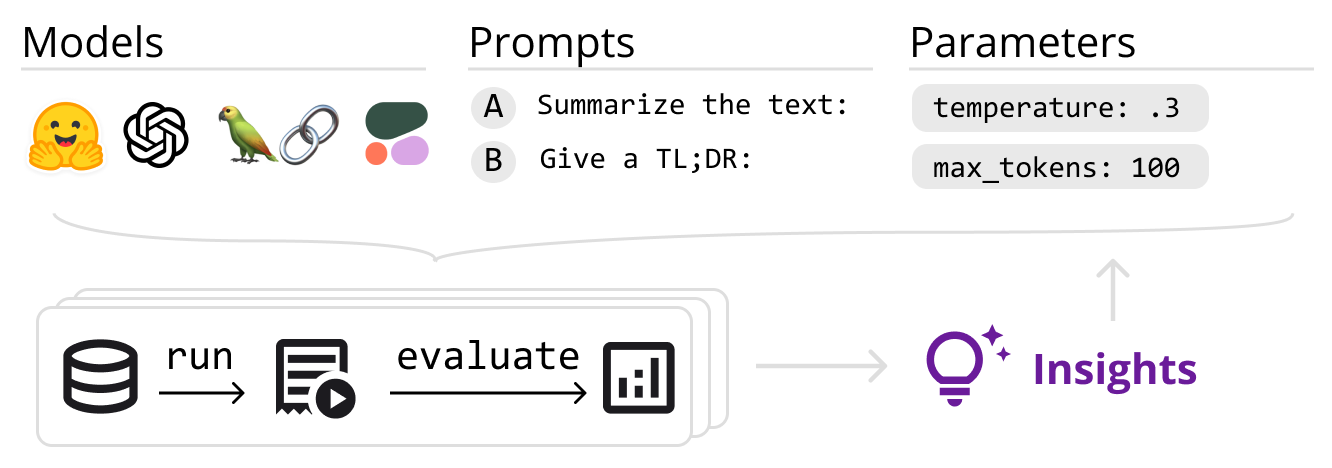 Models
Prompts
Parameters
A Summarize the text:
B Give a TL;DR:
temperature: .3
max_tokens: 100
run
evaluate
Insights